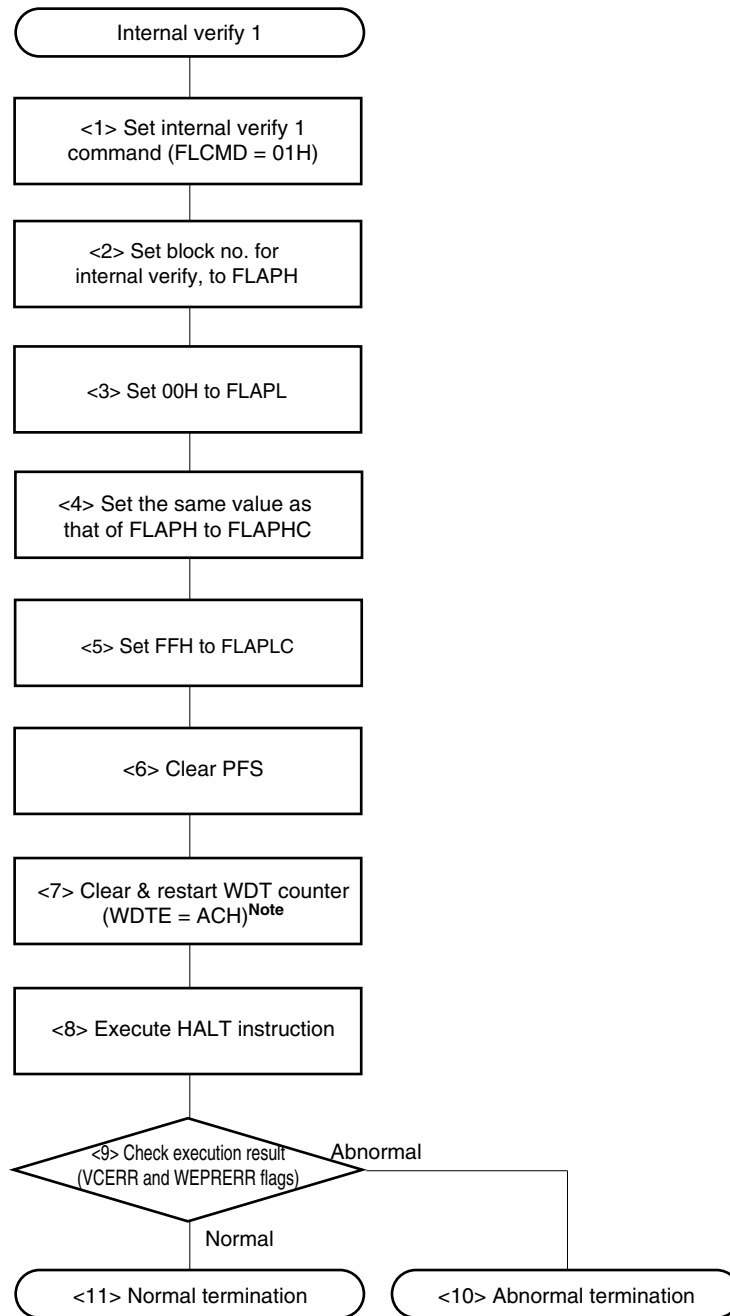 Internal verify 1
<1> Set internal verify 1
command (FLCMD = 01H)
<2> Set block no. for
internal verify, to FLAPH
<3> Set 00H to FLAPL
<4> Set the same value as
that of FLAPH to FLAPHC
<5> Set FFH to FLAPLC
<6> Clear PFS
<7> Clear & restart WDT counter
(WDTE = ACH)Note
<8> Execute HALT instruction
<9> Check execution result
(VCERR and WEPRERR flags)
Abnormal
Normal
<11> Normal termination
<10> Abnormal termination